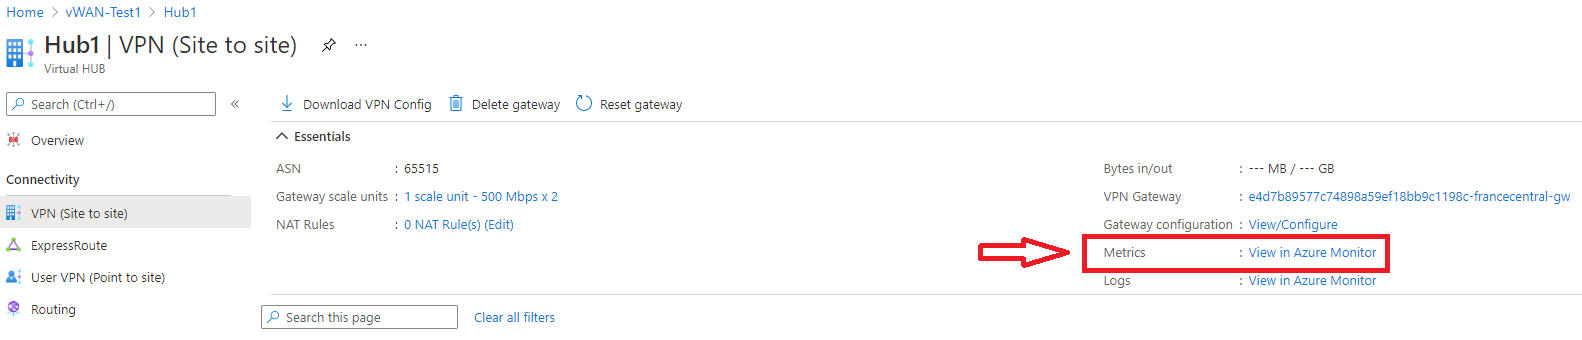 Home > vWAN-Test1 > Hub1
Hub1 | VPN (Site to site) ...
Virtual HUB
Search (Ctrl+/) «
Download VPN Config Delete gateway Reset gateway
Overview
Essentials
Connectivity
VPN (Site to site)
ExpressRoute
User VPN (Point to site)
Routing
ASN : 65515
Gateway scale units : 1 scale unit - 500 Mbps x 2
NAT Rules : 0 NAT Rule(s) (Edit)
Bytes in/out : --- MB / --- GB
VPN Gateway : e4d7b89577c74898a59ef18bb9c1198c-francecentral-gw
Gateway configuration : View/Configure
Metrics : View in Azure Monitor
Logs : View in Azure Monitor
Search this page Clear all filters